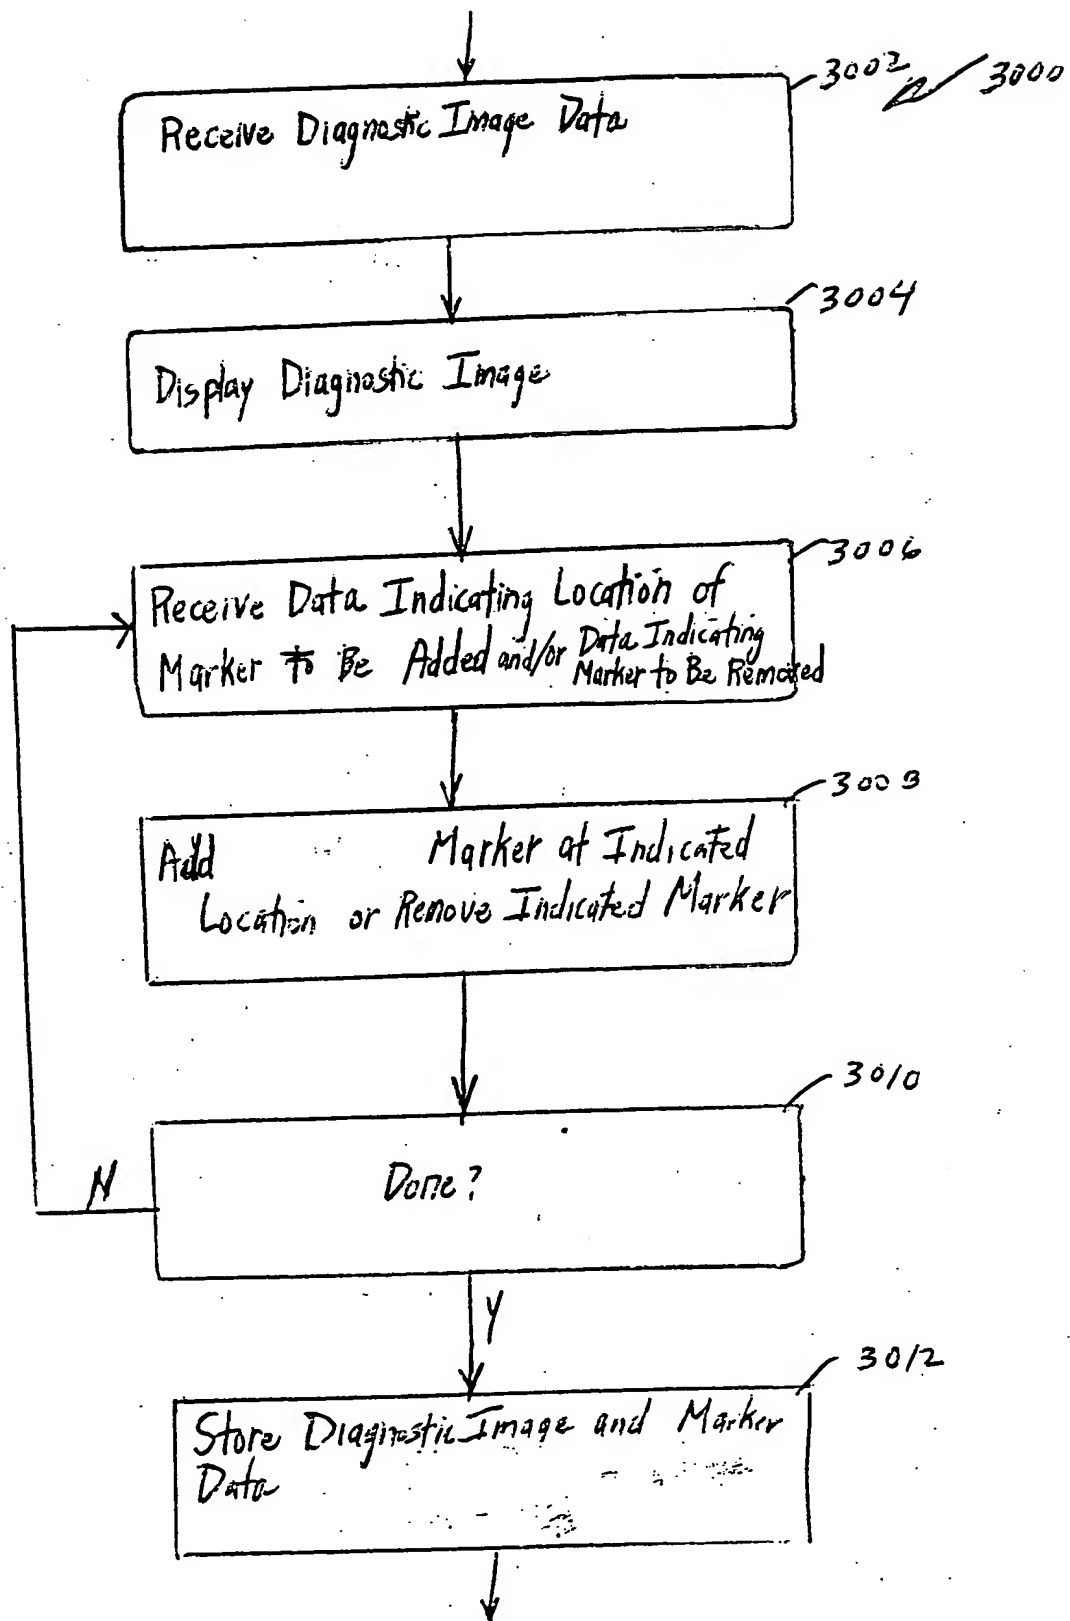 3002
3000
Receive Diagnostic Image Data
3004
Display Diagnostic Image
3006
Receive Data Indicating Location of
Marker to Be Added and/or Data Indicating
Marker to Be Removed
3008
Add Marker at Indicated
Location or Remove Indicated Marker
3010
Done?
N
Y
3012
Store Diagnostic Image and Marker
Data